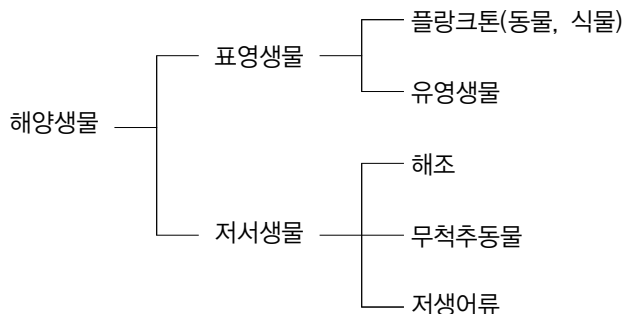 플랑크톤(동물, 식물)
표영생물
유영생물
해양생물
해조
저서생물
무척추동물
저생어류